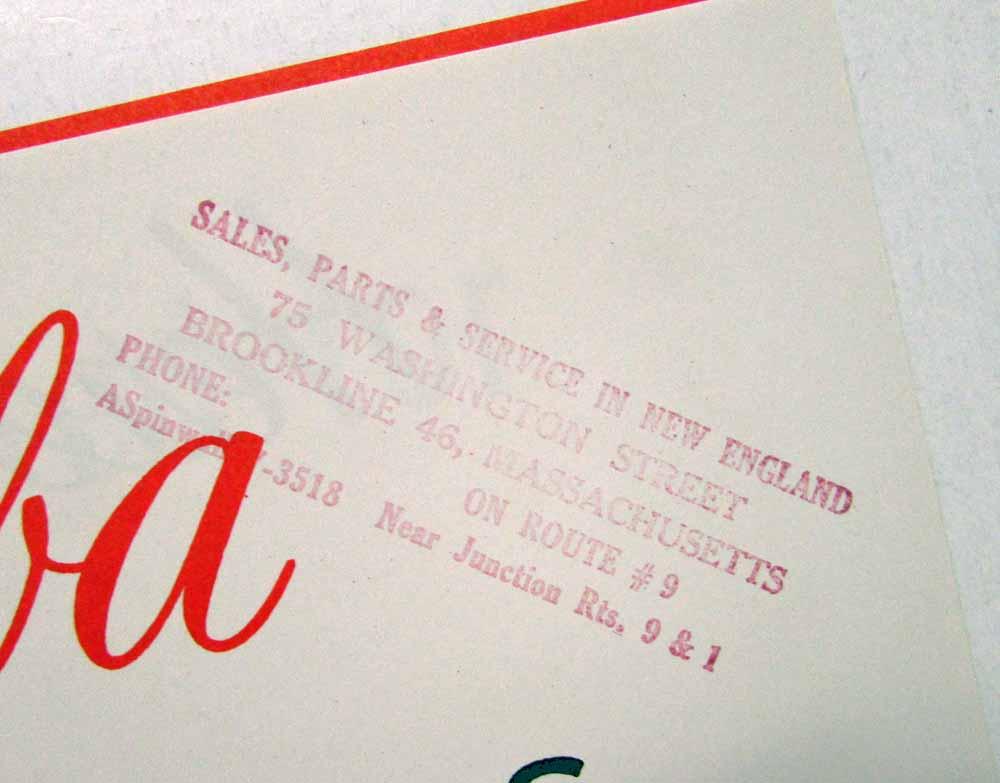 SALES, PARTS & SERVICE IN NEW ENGLAND
75 WASHINGTON STREET
BROOKLINE 46, MASSACHUSETTS
PHONE: ON ROUTE # 9
-3518 Near Junction Rts. 9 & 1
ba